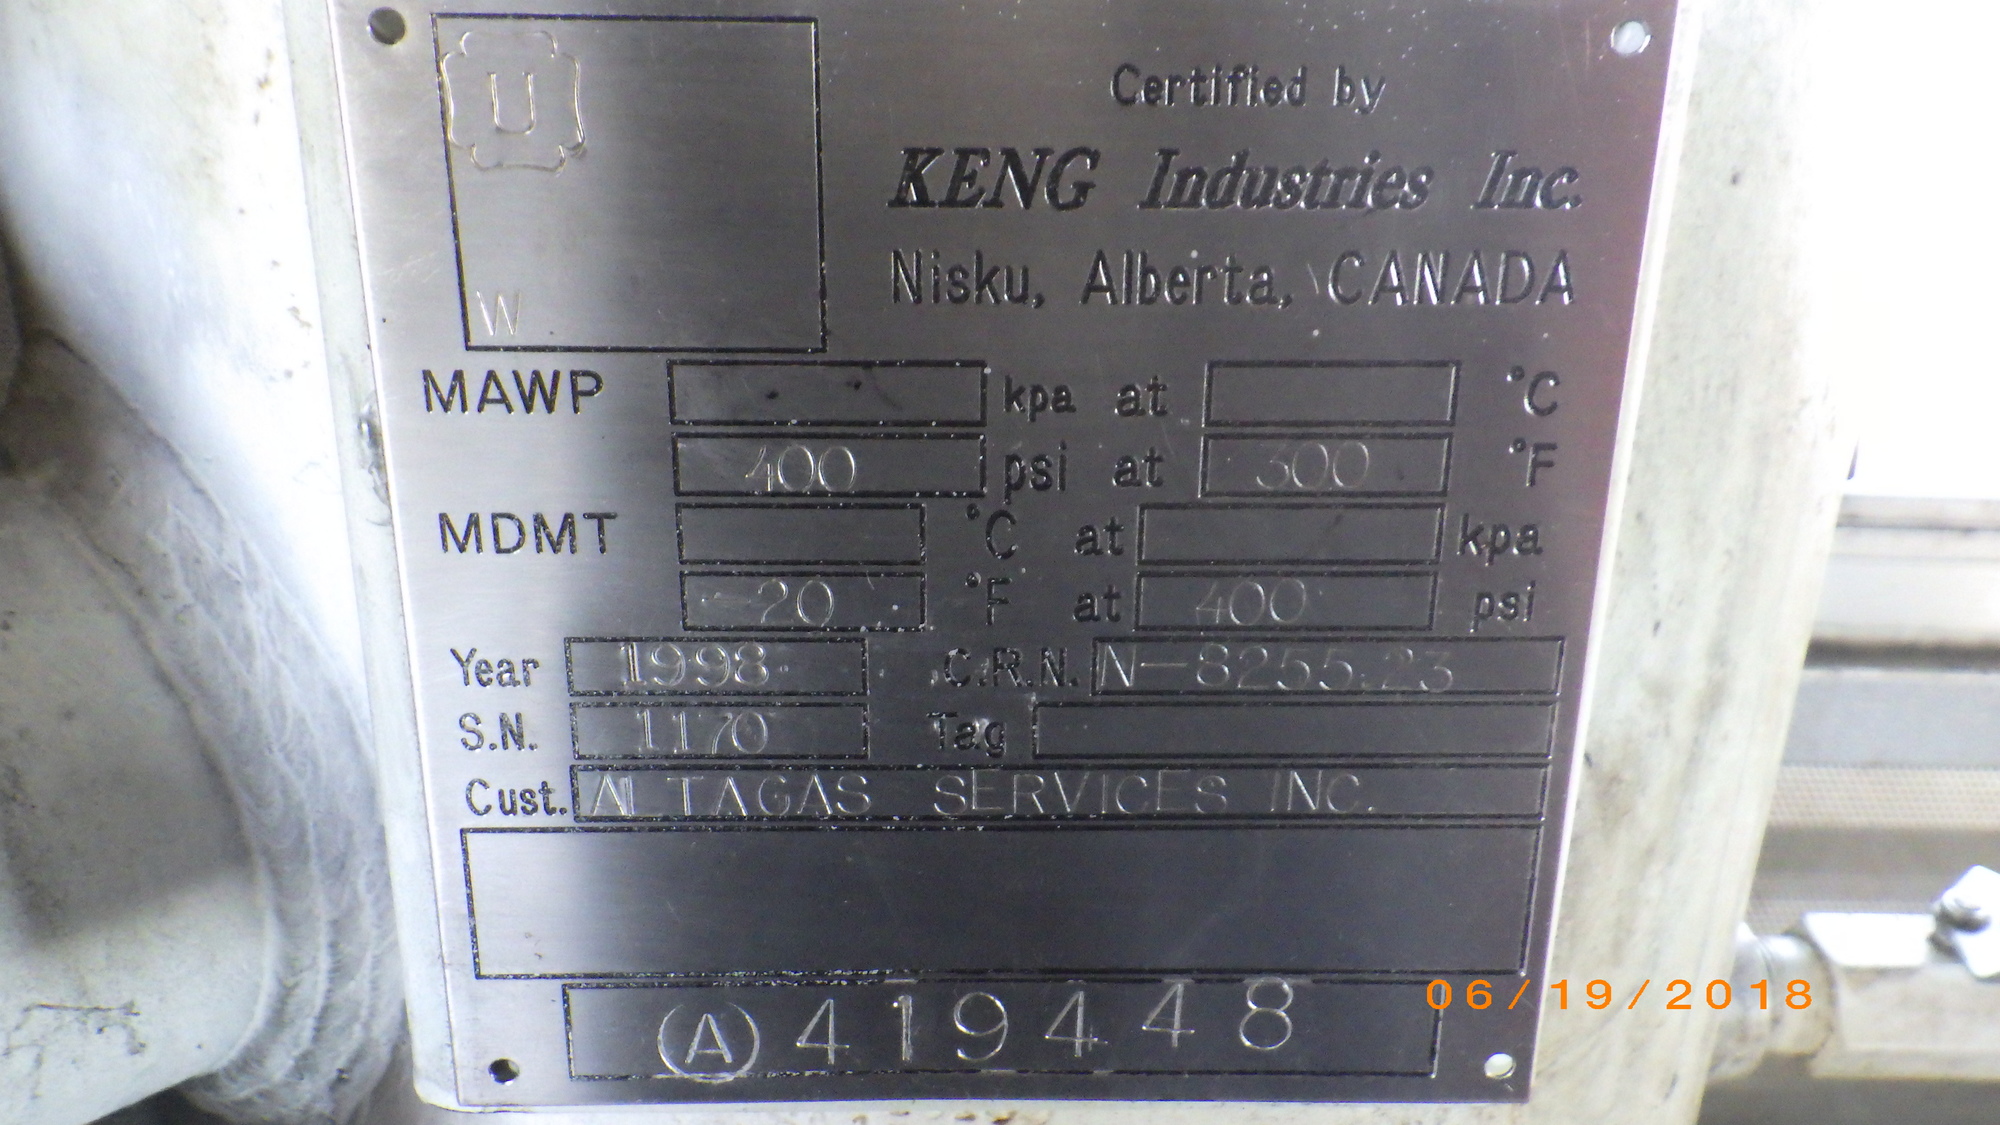 U
W
Certified by
KENG Industries Inc.
Nisku, Alberta, CANADA
MAWP kpa at °C
400 psi at 300 °F
MDMT °C at kpa
-20 °F at 400 psi
Year 1998 C.R.N. N-8255.23
S.N. 1170 Tag
Cust. ALTAGAS SERVICES INC.
(A) 419448
06/19/2018